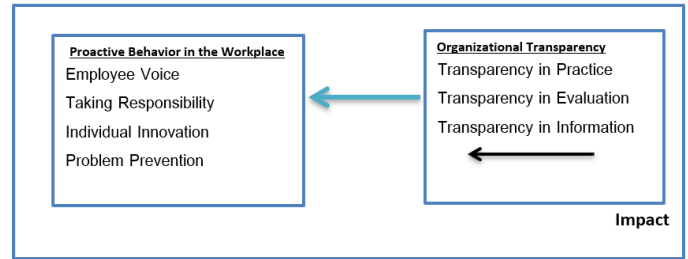 Proactive Behavior in the Workplace
Employee Voice
Taking Responsibility
Individual Innovation
Problem Prevention
Organizational Transparency
Transparency in Practice
Transparency in Evaluation
Transparency in Information
Impact